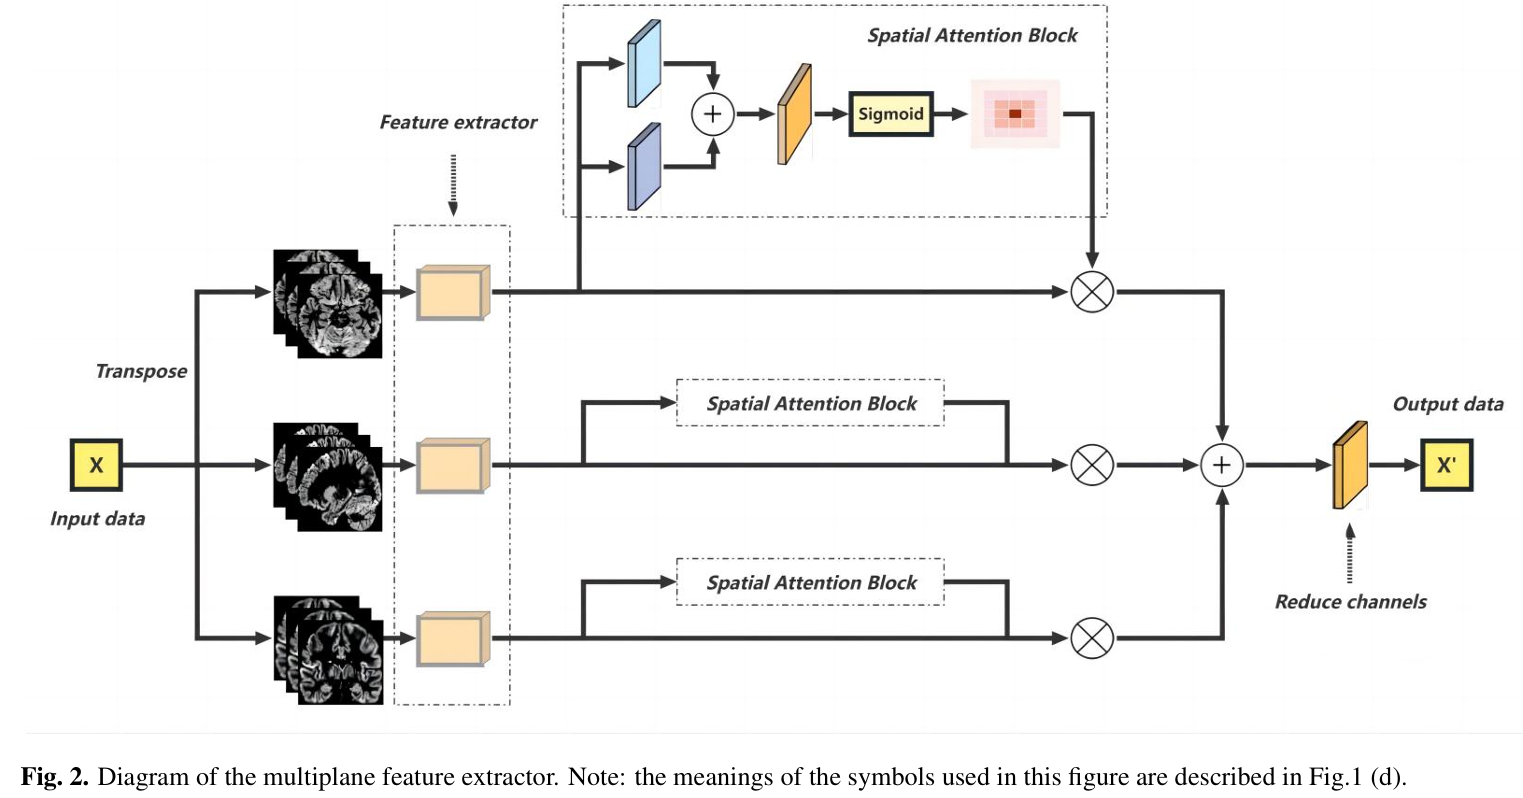 Spatial Attention Block
Feature extractor
Sigmoid
Transpose
Spatial Attention Block
Output data
X
X'
Input data
Spatial Attention Block
Reduce channels
Fig. 2. Diagram of the multiplane feature extractor. Note: the meanings of the symbols used in this figure are described in Fig.1 (d).